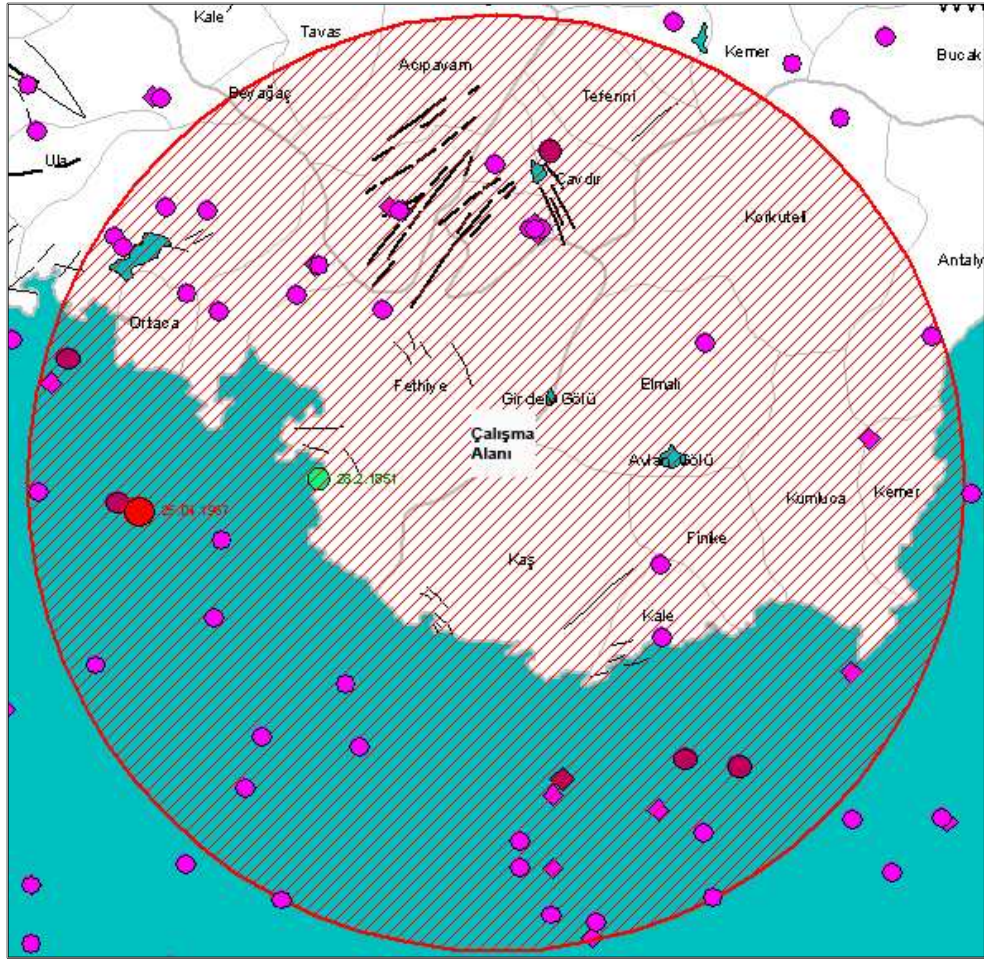 Kale
Tavas
Acıpayam
Kemer
Bucak
Beyağaç
Tefenni
Ula
Çavdır
Korkuteli
Antaly
Ortaca
Fethiye
Elmalı
Girdev Gölü
Çalışma
Alanı
Avlan Gölü
28.2.1851
Kumluca
Kemer
25.04.1957
Finike
Kaş
Kale